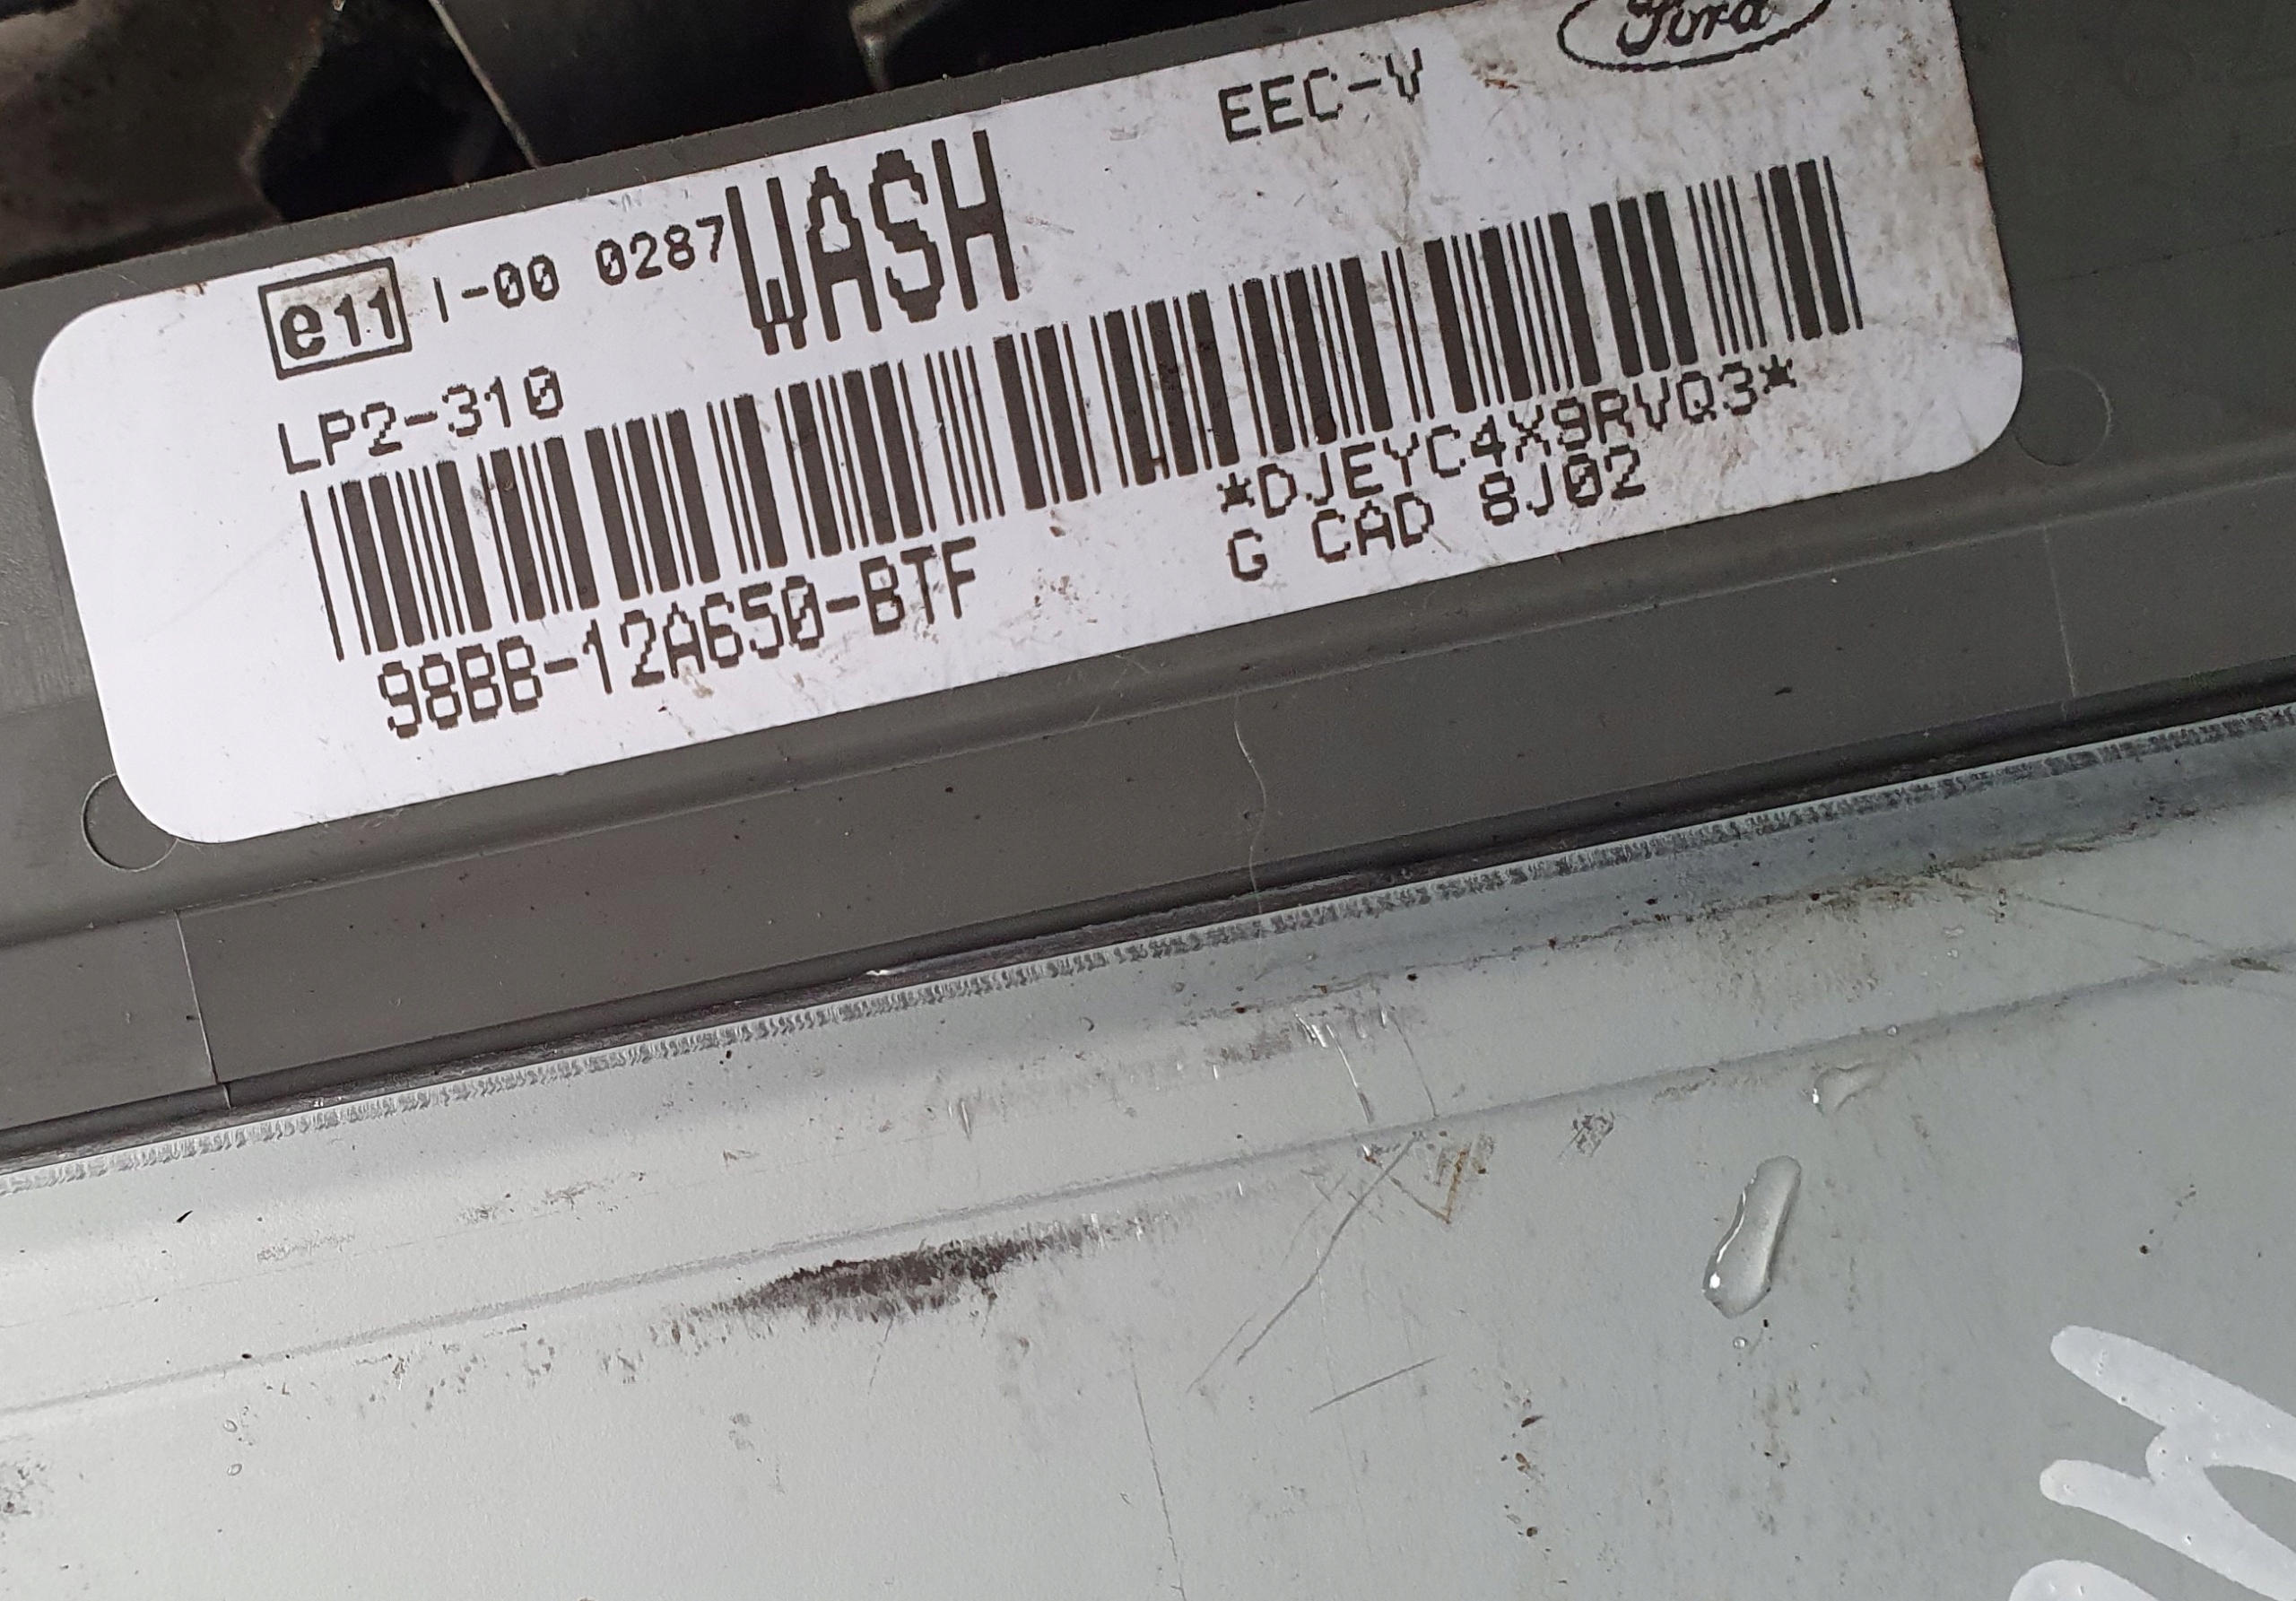 Ford
EEC-V
e11 I-00 0287 WASH
LP2-310
*DJEYC4X9RVQ3*
98BB-12A650-BTF
G CAD 8J02